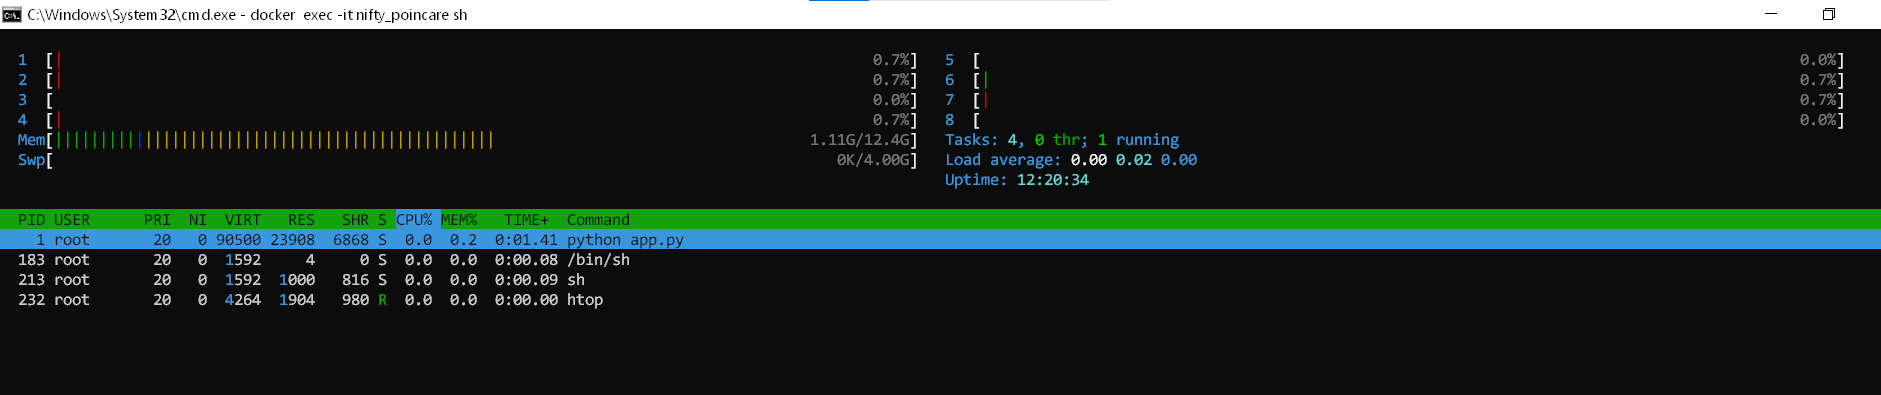 C:\Windows\System32\cmd.exe - docker exec -it nifty_poincare sh
1 [| 0.7%] 5 [ 0.0%]
2 [| 0.7%] 6 [| 0.7%]
3 [ 0.0%] 7 [| 0.7%]
4 [| 0.7%] 8 [ 0.0%]
Mem[||||||||||||||||||||||||||||||||||||||||||||||||| 1.11G/12.4G] Tasks: 4, 0 thr; 1 running
Swp[ 0K/4.00G] Load average: 0.00 0.02 0.00
Uptime: 12:20:34
PID USER PRI NI VIRT RES SHR S CPU% MEM% TIME+ Command
1 root 20 0 90500 23908 6868 S 0.0 0.2 0:01.41 python app.py
183 root 20 0 1592 4 0 S 0.0 0.0 0:00.08 /bin/sh
213 root 20 0 1592 1000 816 S 0.0 0.0 0:00.09 sh
232 root 20 0 4264 1904 980 R 0.0 0.0 0:00.00 htop